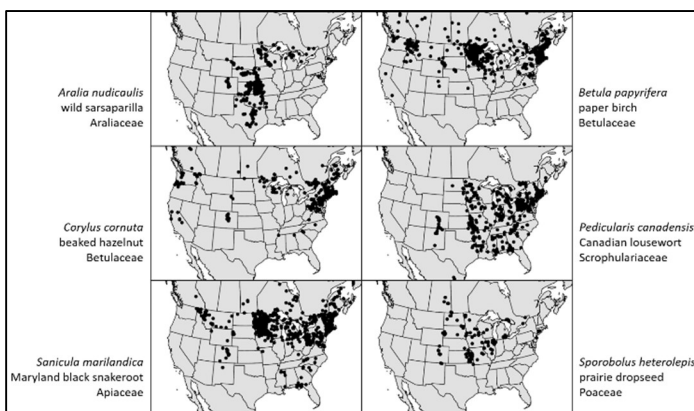 Aralia nudicaulis
wild sarsaparilla
Araliaceae
Betula papyrifera
paper birch
Betulaceae
Corylus cornuta
beaked hazelnut
Betulaceae
Pedicularis canadensis
Canadian lousewort
Scrophulariaceae
Sanicula marilandica
Maryland black snakeroot
Apiaceae
Sporobolus heterolepis
prairie dropseed
Poaceae